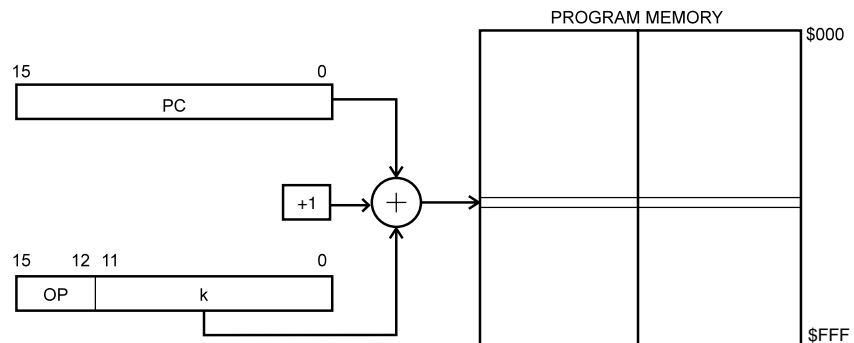 PROGRAM MEMORY
$000
15 0
PC
+1
+
15 12 11 0
OP k
$FFF